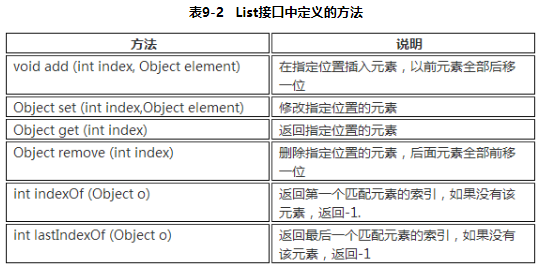 表9-2 List接口中定义的方法
方法 说明
void add (int index, Object element) 在指定位置插入元素，以前元素全部后移
一位
Object set (int index,Object element) 修改指定位置的元素
Object get (int index) 返回指定位置的元素
Object remove (int index) 删除指定位置的元素，后面元素全部前移
一位
int indexOf (Object o) 返回第一个匹配元素的索引，如果没有该
元素，返回-1.
int lastIndexOf (Object o) 返回最后一个匹配元素的索引，如果没有
该元素，返回-1